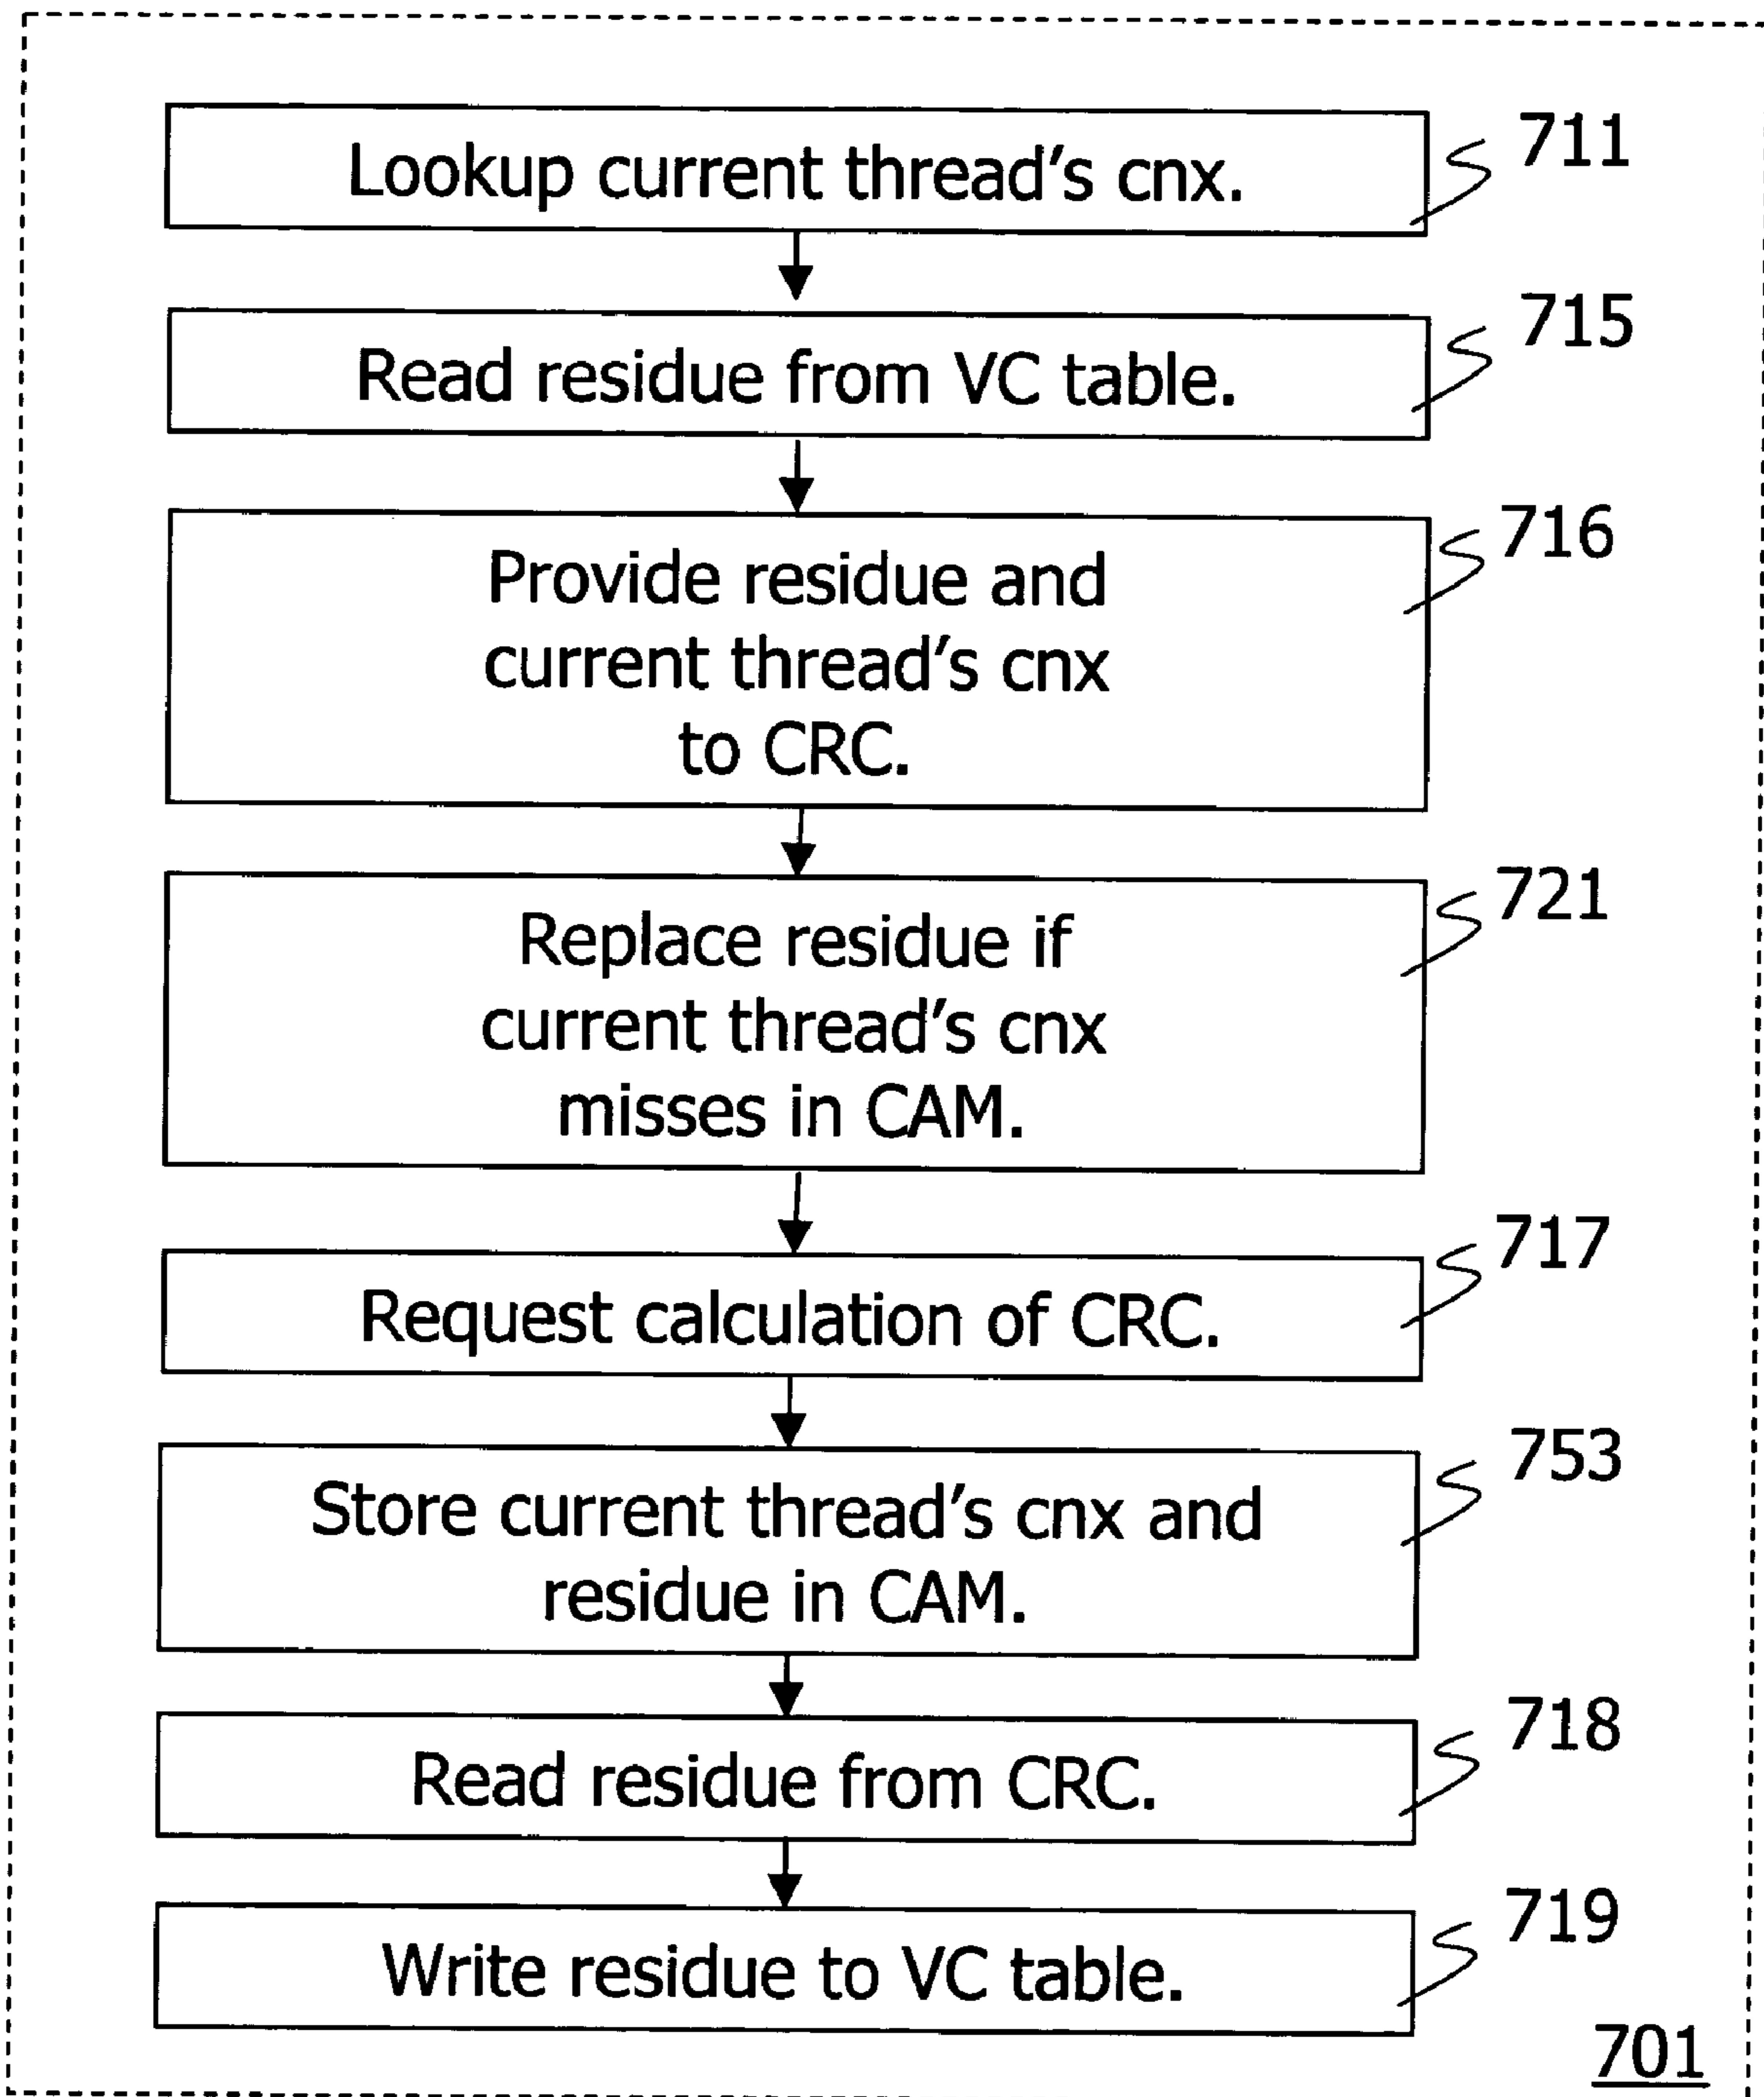 Lookup current thread's cnx.
711
Read residue from VC table.
715
Provide residue and
current thread's cnx
to CRC.
716
Replace residue if
current thread's cnx
misses in CAM.
721
Request calculation of CRC.
717
Store current thread's cnx and
residue in CAM.
753
Read residue from CRC.
718
Write residue to VC table.
719
701